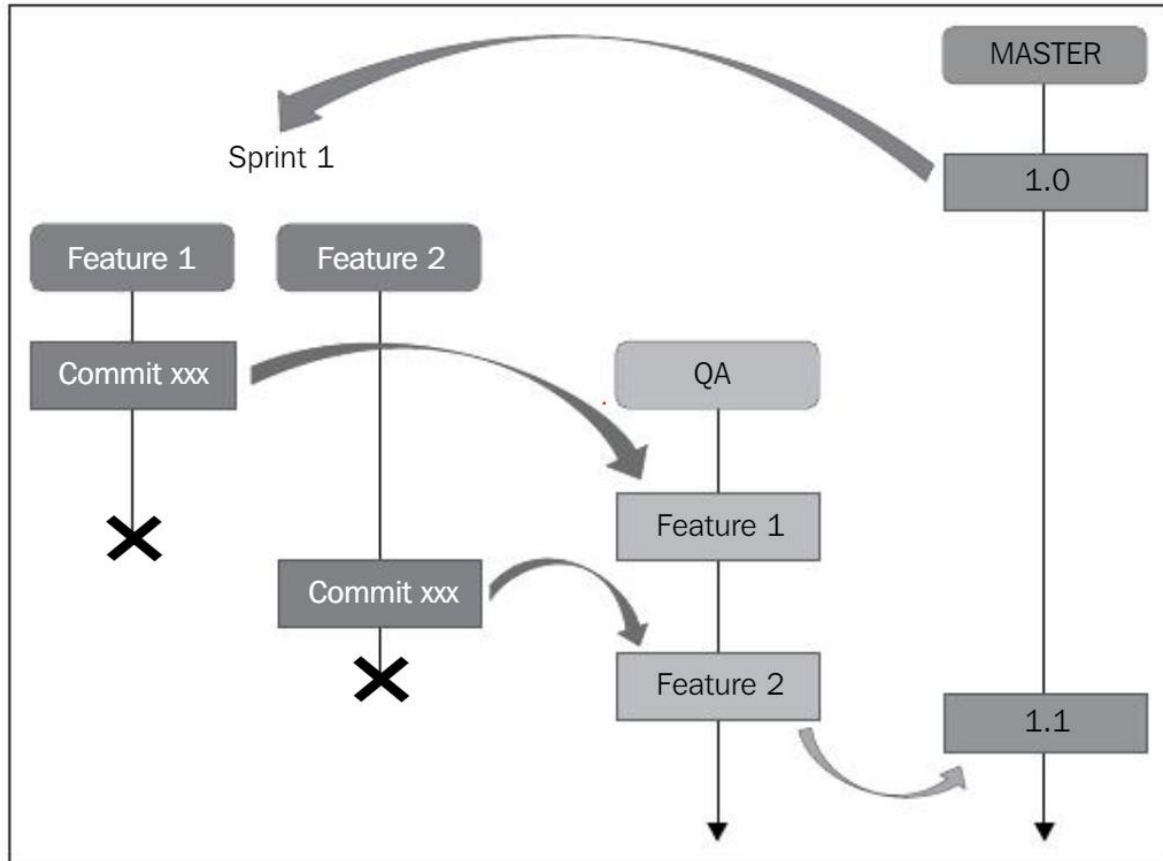 MASTER
Sprint 1
1.0
Feature 1
Feature 2
Commit xxx
QA
Feature 1
Commit xxx
Feature 2
1.1